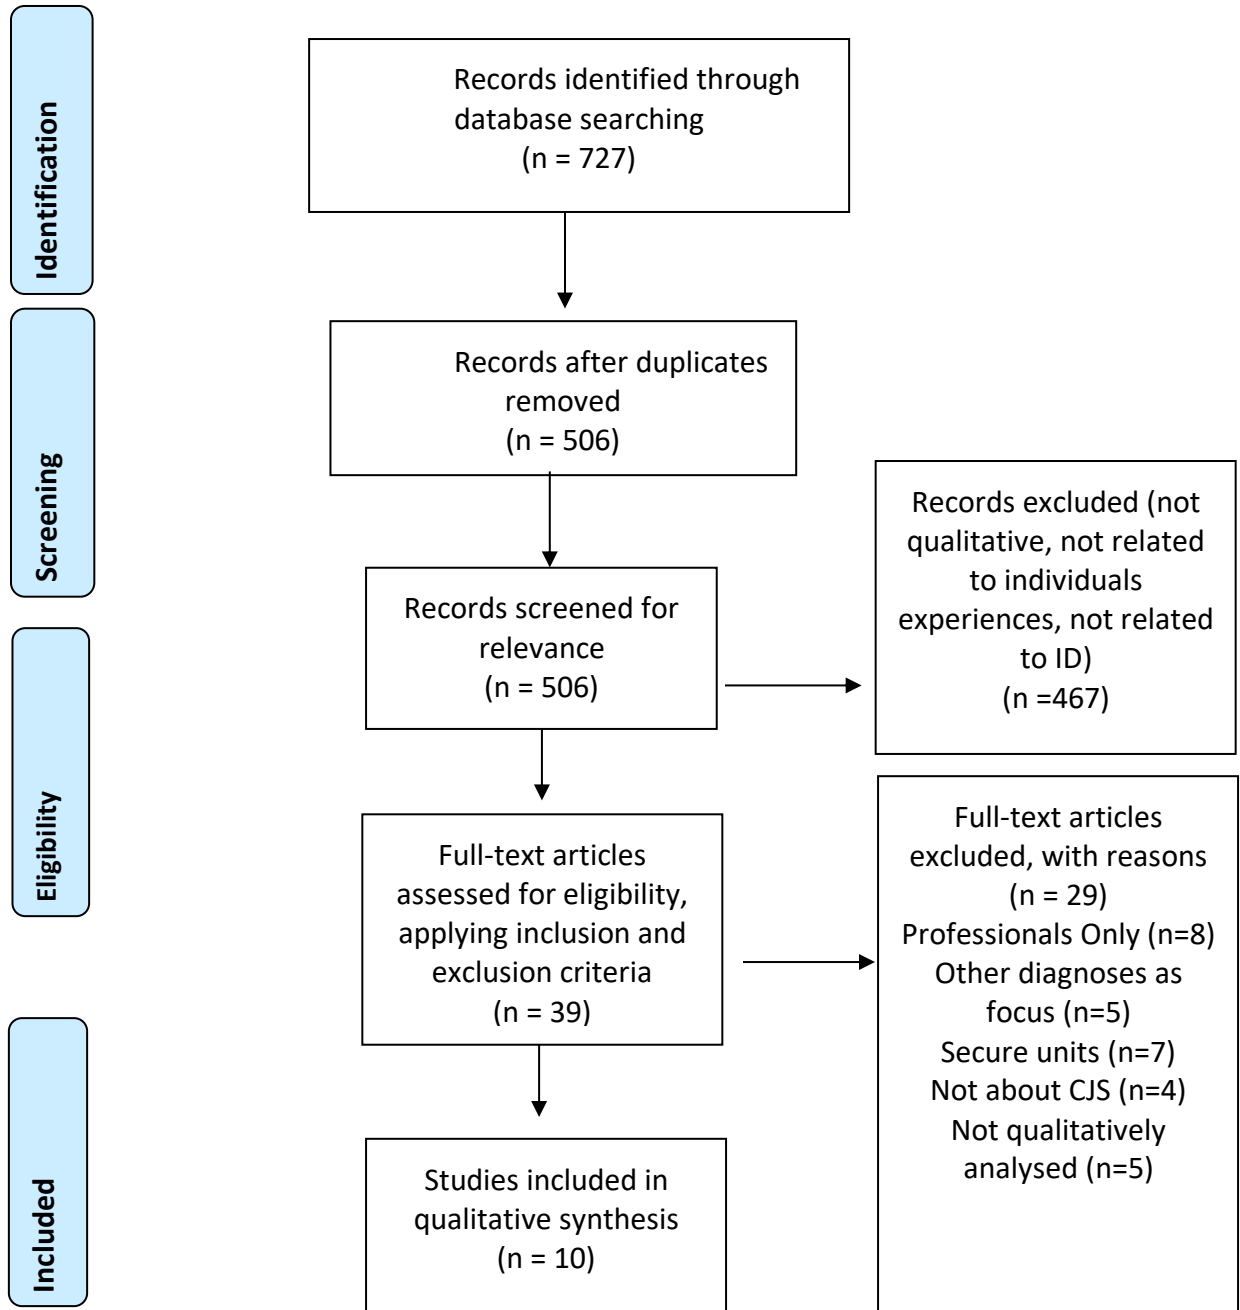 Identification
Records identified through
database searching
(n = 727)
Records after duplicates
removed
(n = 506)
Screening
Records screened for
relevance
(n = 506)
Records excluded (not
qualitative, not related
to individuals
experiences, not related
to ID)
(n =467)
Eligibility
Full-text articles
assessed for eligibility,
applying inclusion and
exclusion criteria
(n = 39)
Full-text articles
excluded, with reasons
(n = 29)
Professionals Only (n=8)
Other diagnoses as
focus (n=5)
Secure units (n=7)
Not about CJS (n=4)
Not qualitatively
analysed (n=5)
Included
Studies included in
qualitative synthesis
(n = 10)